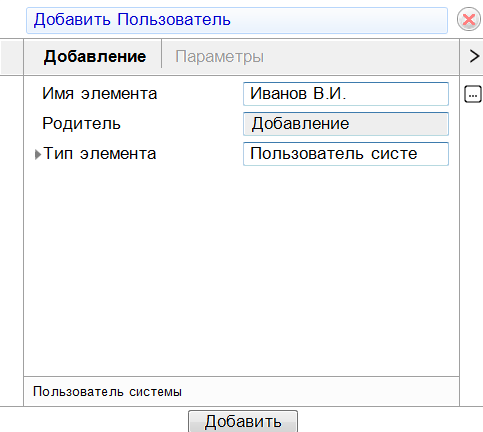 Добавить Пользователь
Добавление Параметры
Имя элемента Иванов В.И.
Родитель Добавление
Тип элемента Пользователь систе
Пользователь системы
Добавить